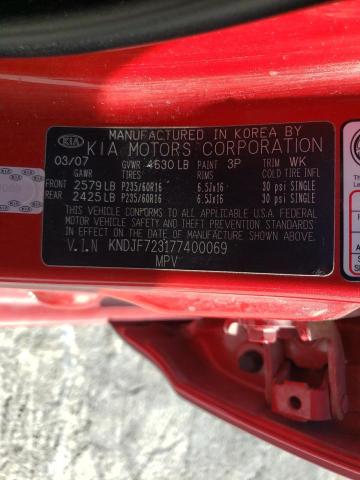 MANUFACTURED IN KOREA BY
KIA KIA MOTORS CORPORATION
03/07 GVWR 4630 LB PAINT 3P TRIM WK
GAWR TIRES RIMS COLD TIRE INFL
FRONT 2579 LB P235/60R16 6.5JX16 30 psi SINGLE
REAR 2425 LB P235/60R16 6.5JX16 30 psi SINGLE
THIS VEHICLE CONFORMS TO ALL APPLICABLE U.S.A FEDERAL
MOTOR VEHICLE SAFETY AND THEFT PREVENTION STANDARDS
IN EFFECT ON THE DATE OF MANUFACTURE SHOWN ABOVE.
V.I.N KNDJF723177400069
MPV